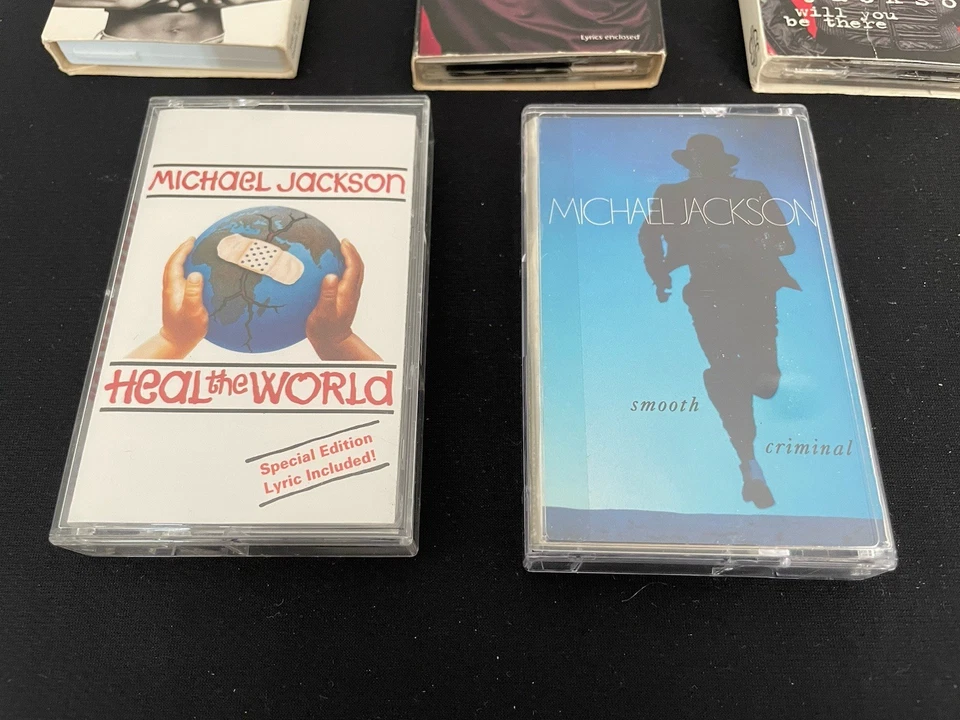 Lyrics enclosed
will you
be there
MICHAEL JACKSON
HEAL the WORLD
Special Edition
Lyric Included!
MICHAEL JACKSON
smooth
criminal